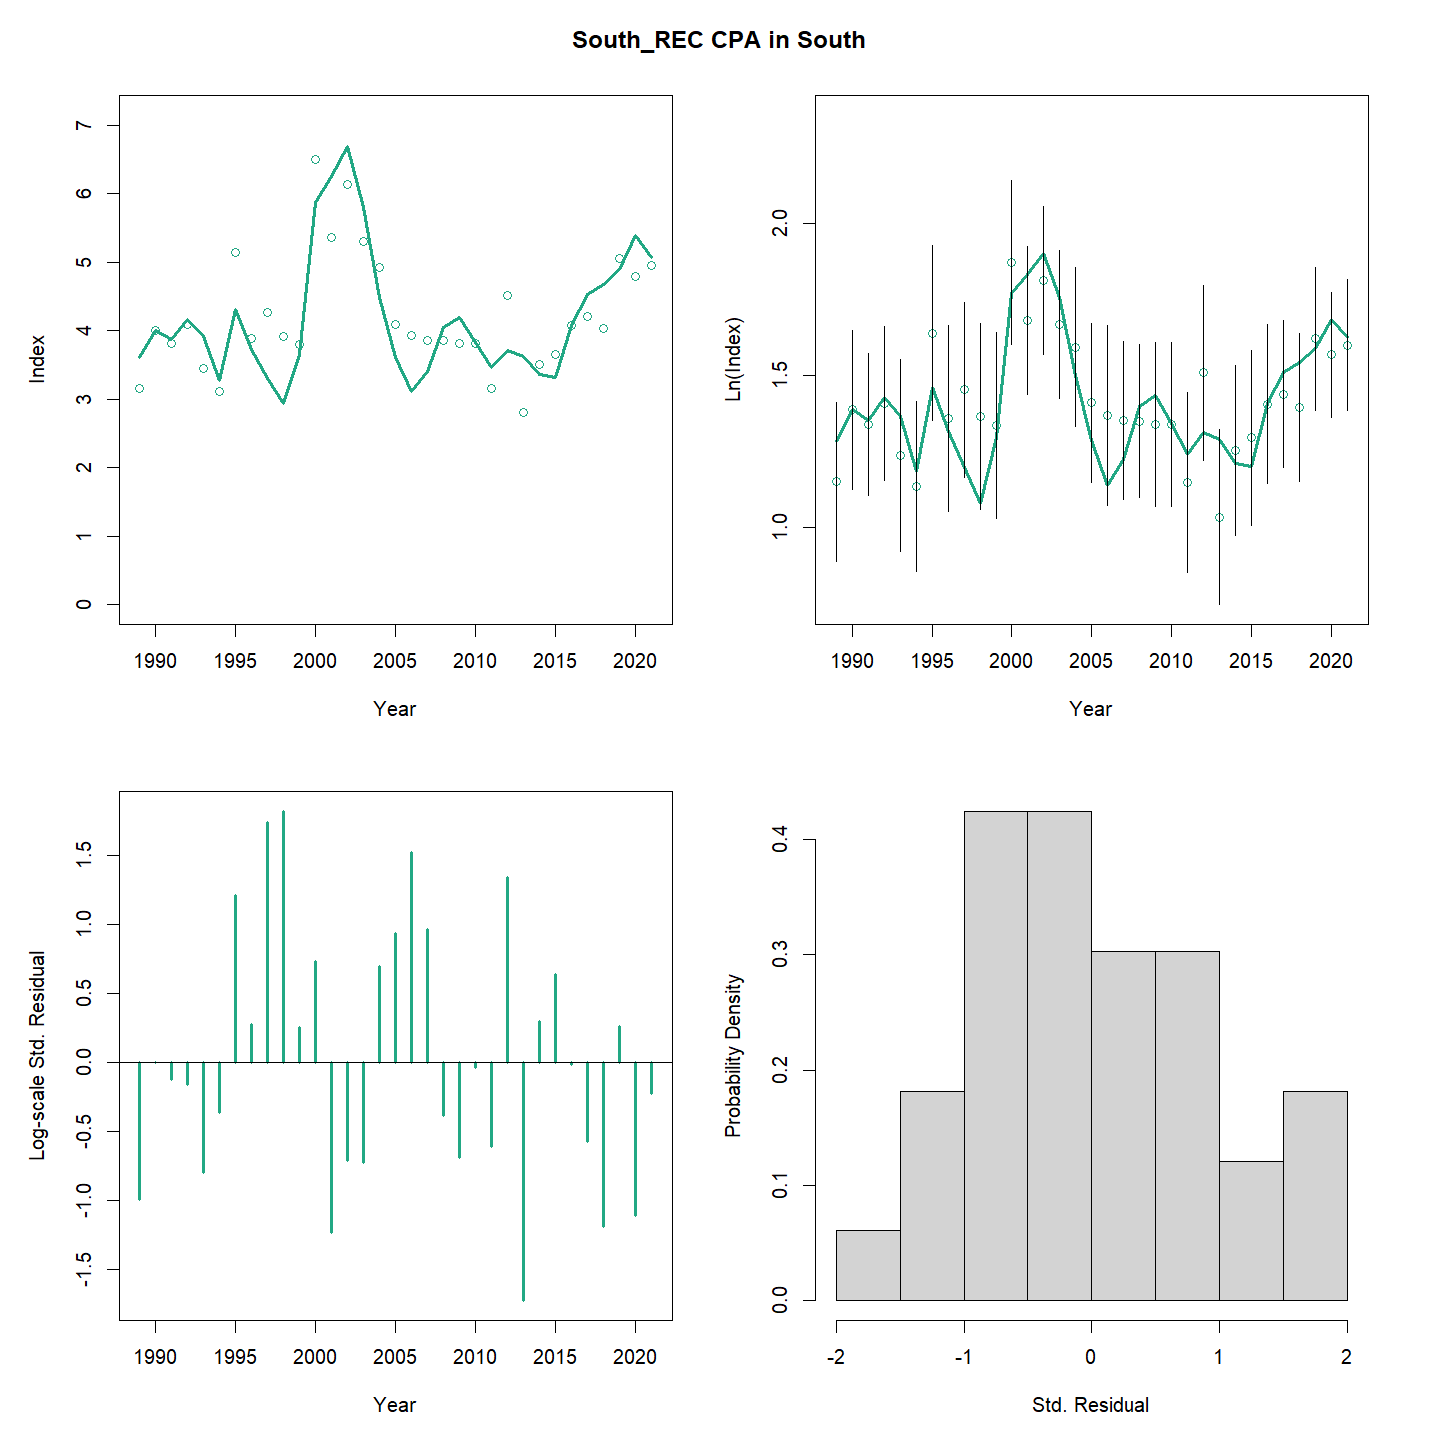 South_REC CPA in South
Index
7
6
5
4
3
2
1
0
1990 1995 2000 2005 2010 2015 2020
Year
Ln(Index)
2.0
1.5
1.0
1990 1995 2000 2005 2010 2015 2020
Year
Log-scale Std. Residual
1.5
1.0
0.5
0.0
-0.5
-1.0
-1.5
1990 1995 2000 2005 2010 2015 2020
Year
Probability Density
0.4
0.3
0.2
0.1
0.0
-2 -1 0 1 2
Std. Residual